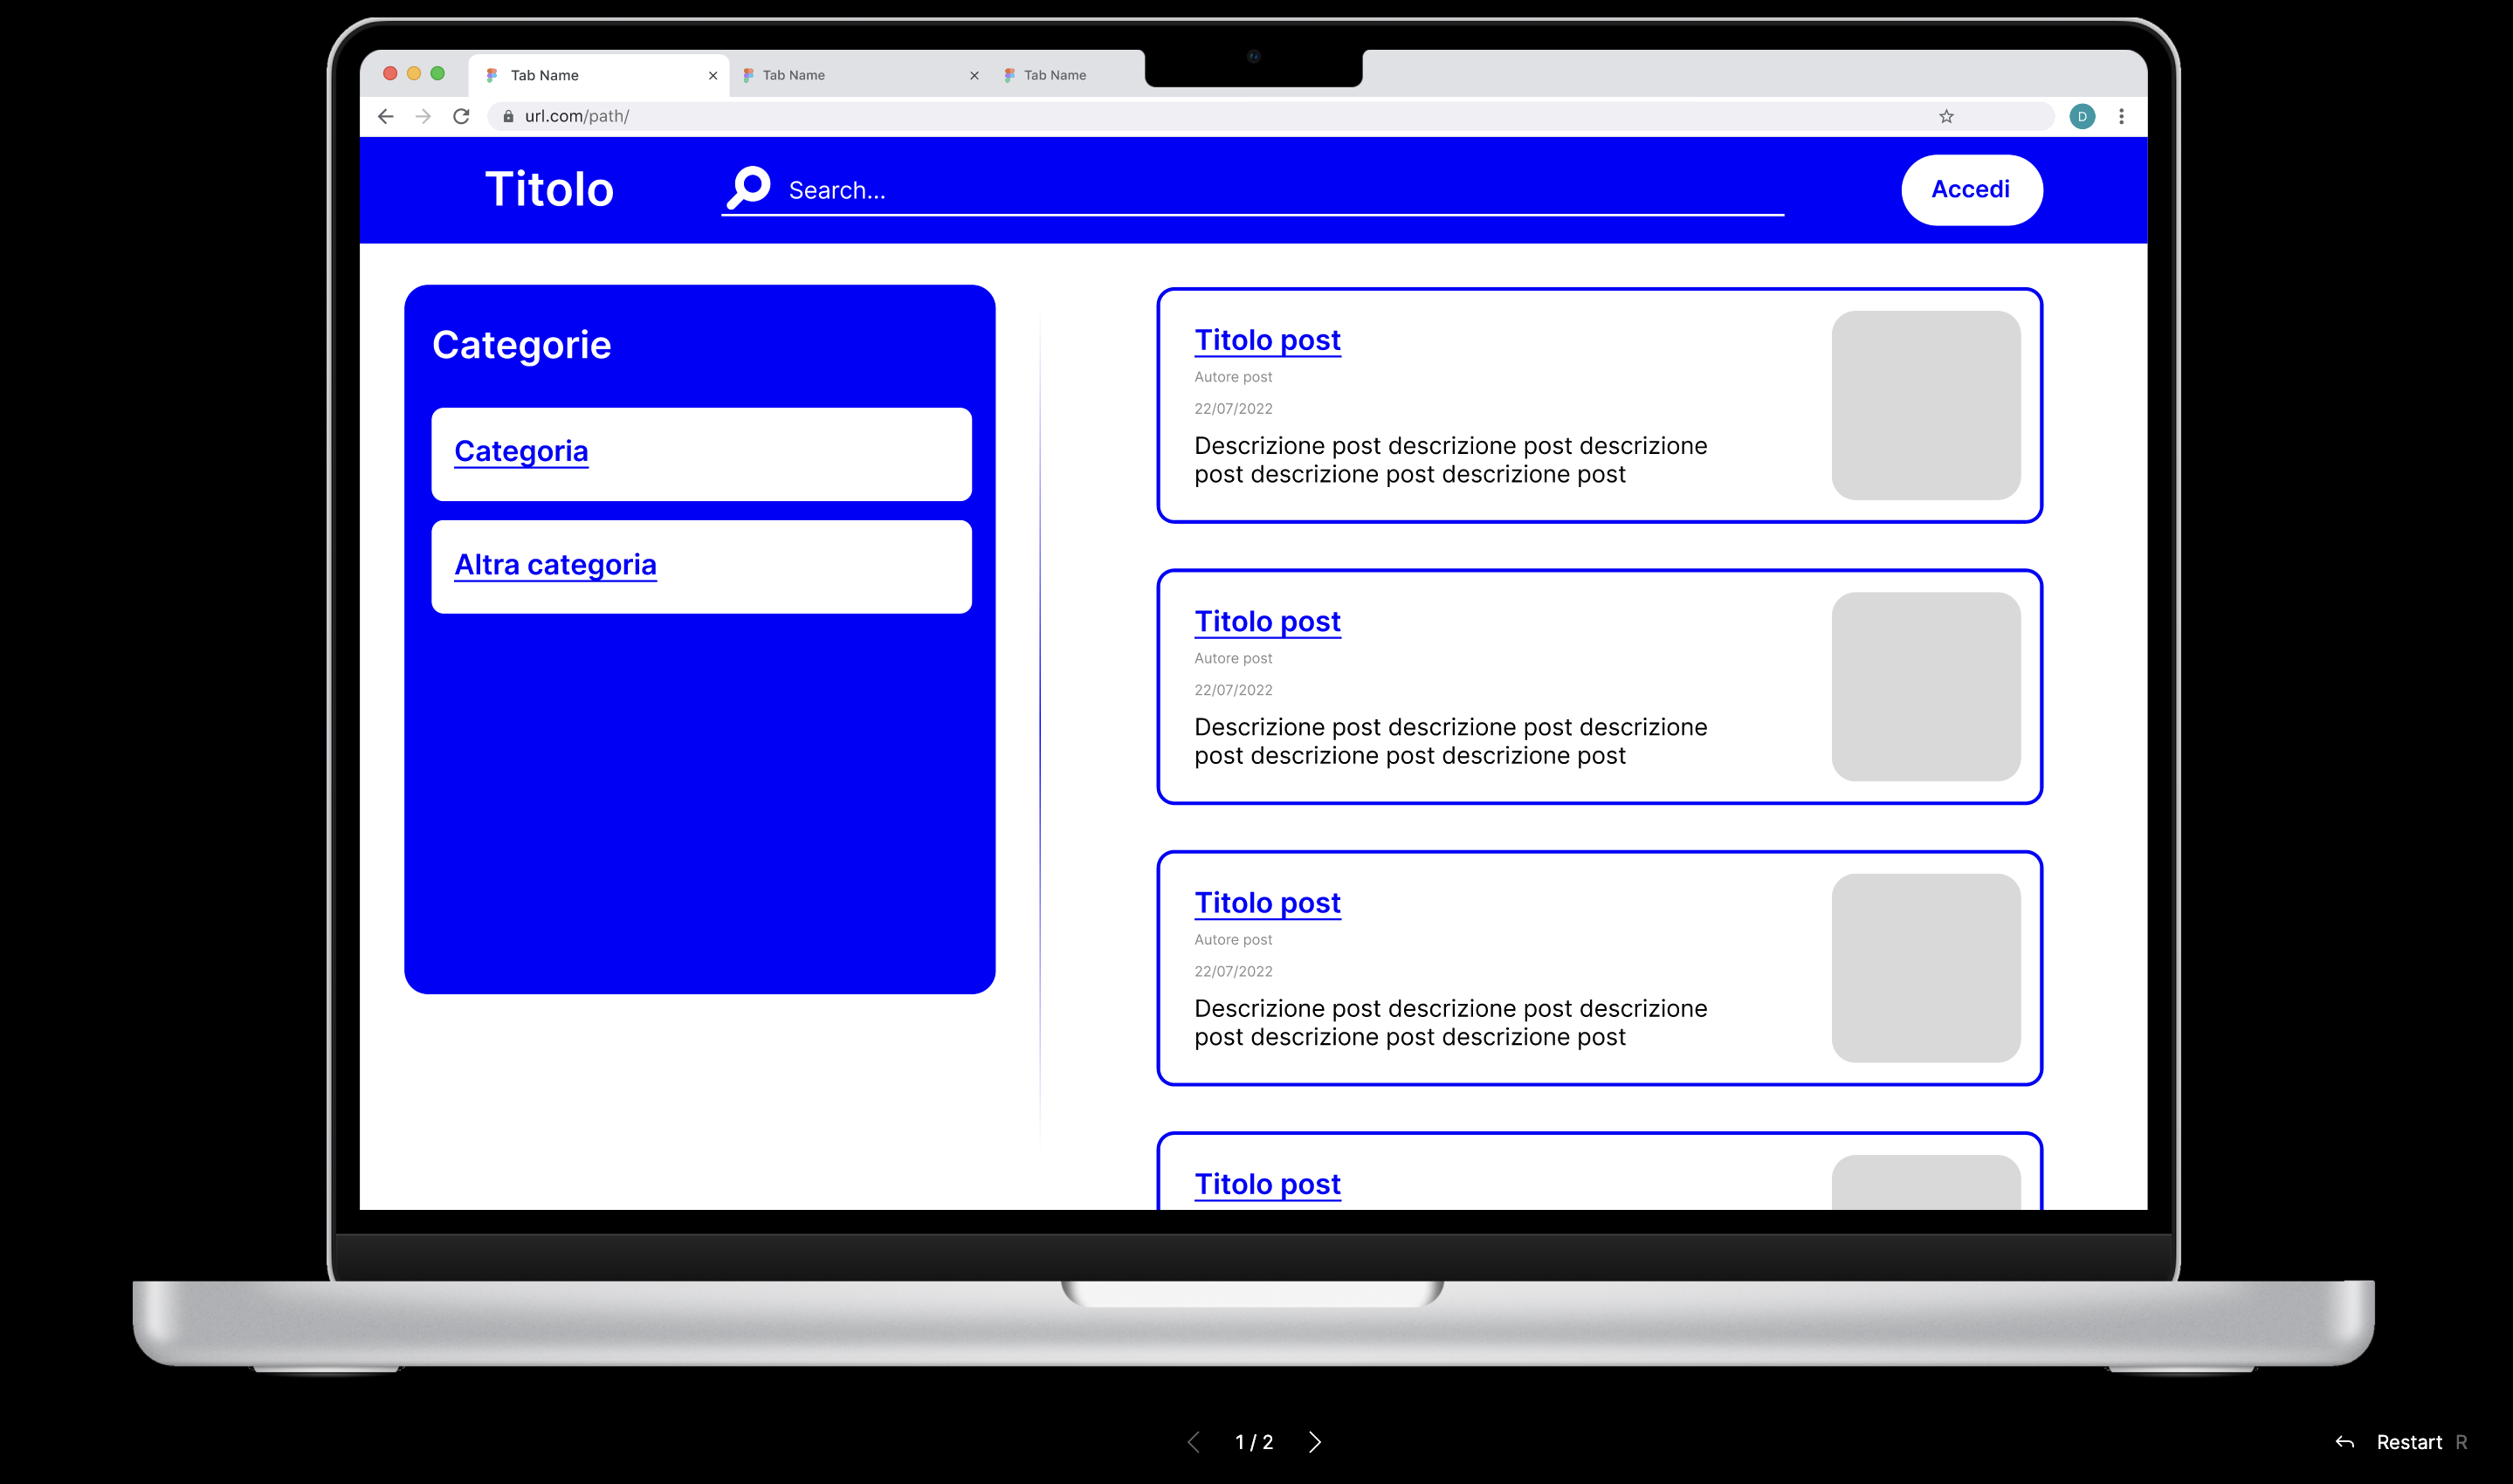 Tab Name
Tab Name
Tab Name
url.com/path/
D
Titolo
Search...
Accedi
Categorie
Categoria
Altra categoria
Titolo post
Autore post
22/07/2022
Descrizione post descrizione post descrizione
post descrizione post descrizione post
Titolo post
Autore post
22/07/2022
Descrizione post descrizione post descrizione
post descrizione post descrizione post
Titolo post
Autore post
22/07/2022
Descrizione post descrizione post descrizione
post descrizione post descrizione post
Titolo post
1 / 2
Restart R